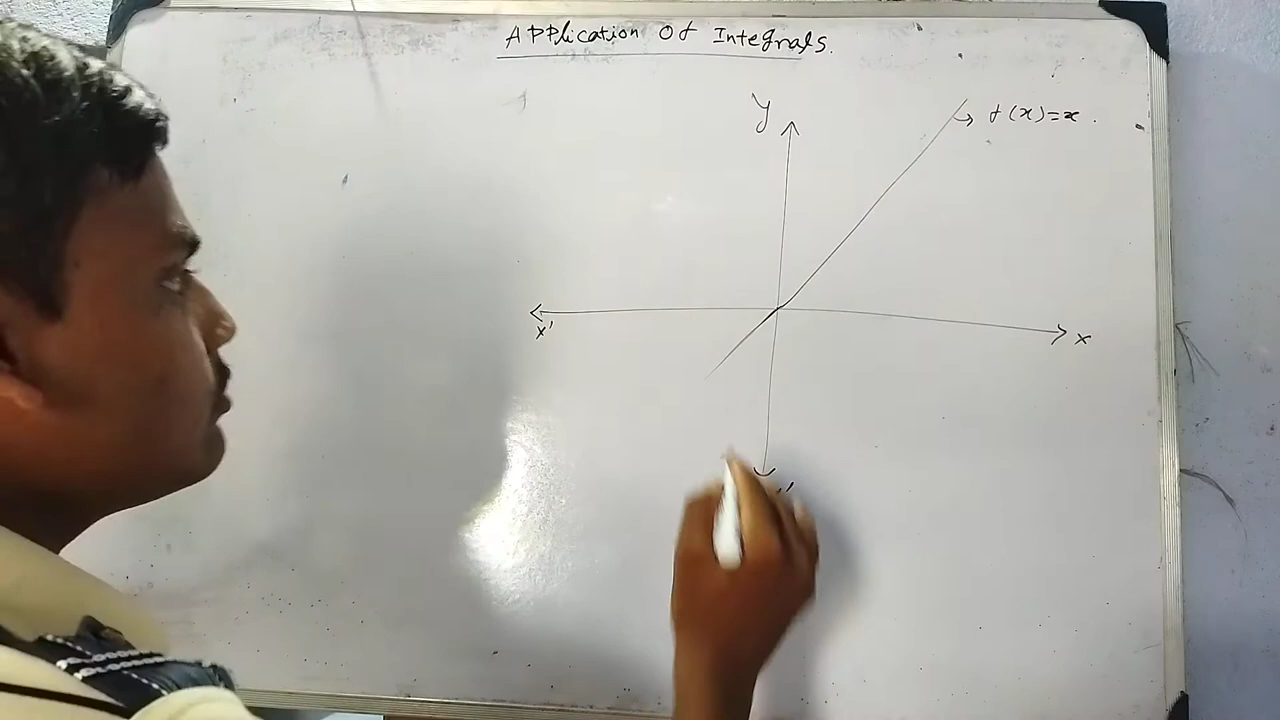 Application Of Integrals.
y
f(x)=x .
x'
x